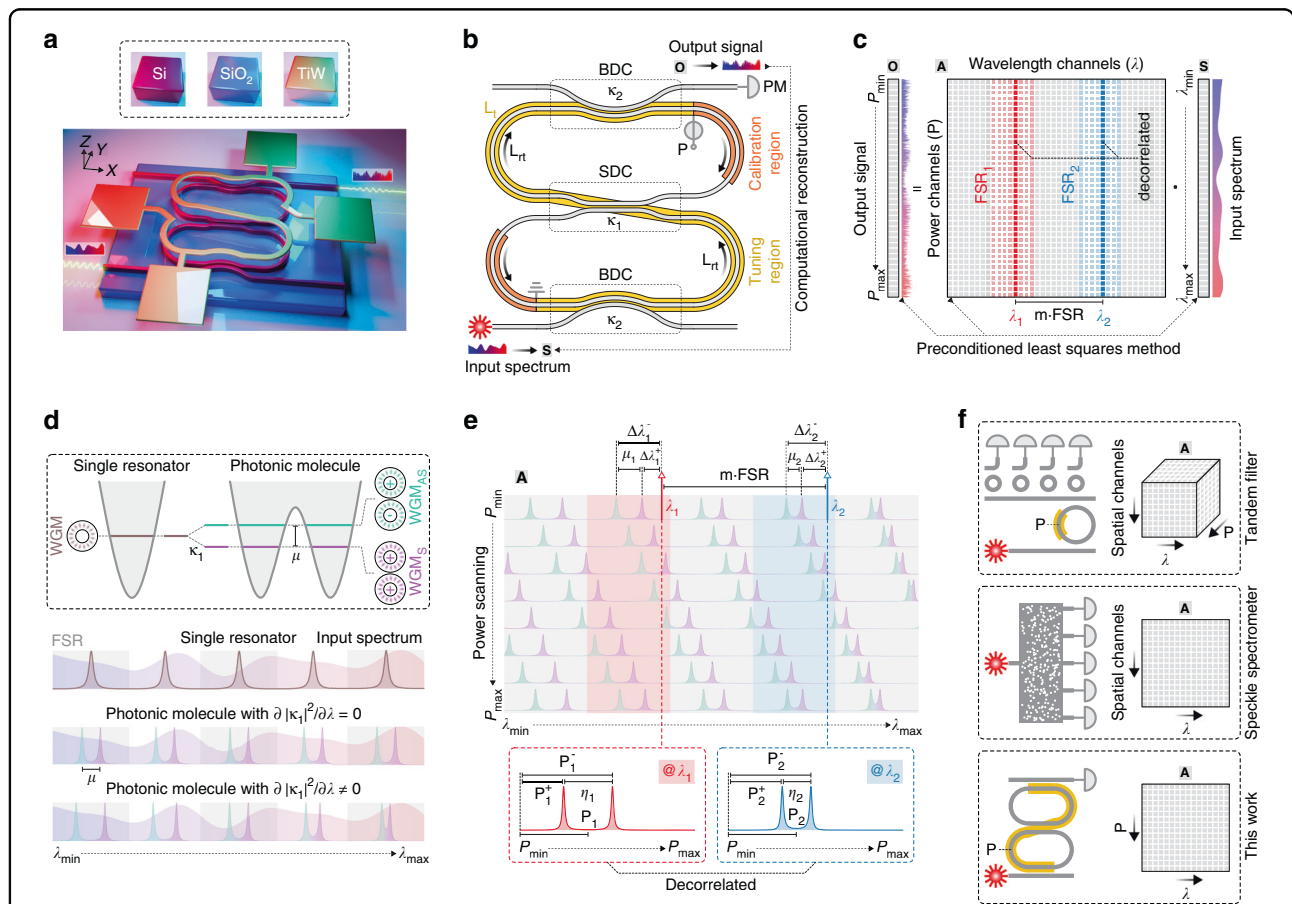 a
Si
SiO2
TiW
Z
Y
X
b
Output signal
O
BDC
κ2
PM
Lt
Lrt
P
Calibration region
SDC
κ1
Computational reconstruction
Tuning region
Lrt
BDC
κ2
S
Input spectrum
c
O
A
Wavelength channels (λ)
S
Pmin
Output signal
Pmax
=
Power channels (P)
FSR1
FSR2
decorrelated
·
λmin
λmax
Input spectrum
λ1
m·FSR
λ2
Preconditioned least squares method
d
Single resonator
Photonic molecule
WGM
κ1
μ
+
-
WGMAS
+
+
WGMS
FSR
Single resonator
Input spectrum
Photonic molecule with ∂ |κ1|²/∂λ = 0
μ
Photonic molecule with ∂ |κ1|²/∂λ ≠ 0
λmin
λmax
e
Δλ1-
Δλ2-
μ1
Δλ1+
μ2
Δλ2+
A
m·FSR
Pmin
λ1
λ2
Power scanning
Pmax
λmin
λmax
P1-
@ λ1
P1+
η1
P1
Pmin
Pmax
P2-
@ λ2
P2+
η2
P2
Pmin
Pmax
Decorrelated
f
A
P
Spatial channels
λ
P
Tandem filter
A
Spatial channels
λ
Speckle spectrometer
A
P
P
λ
This work